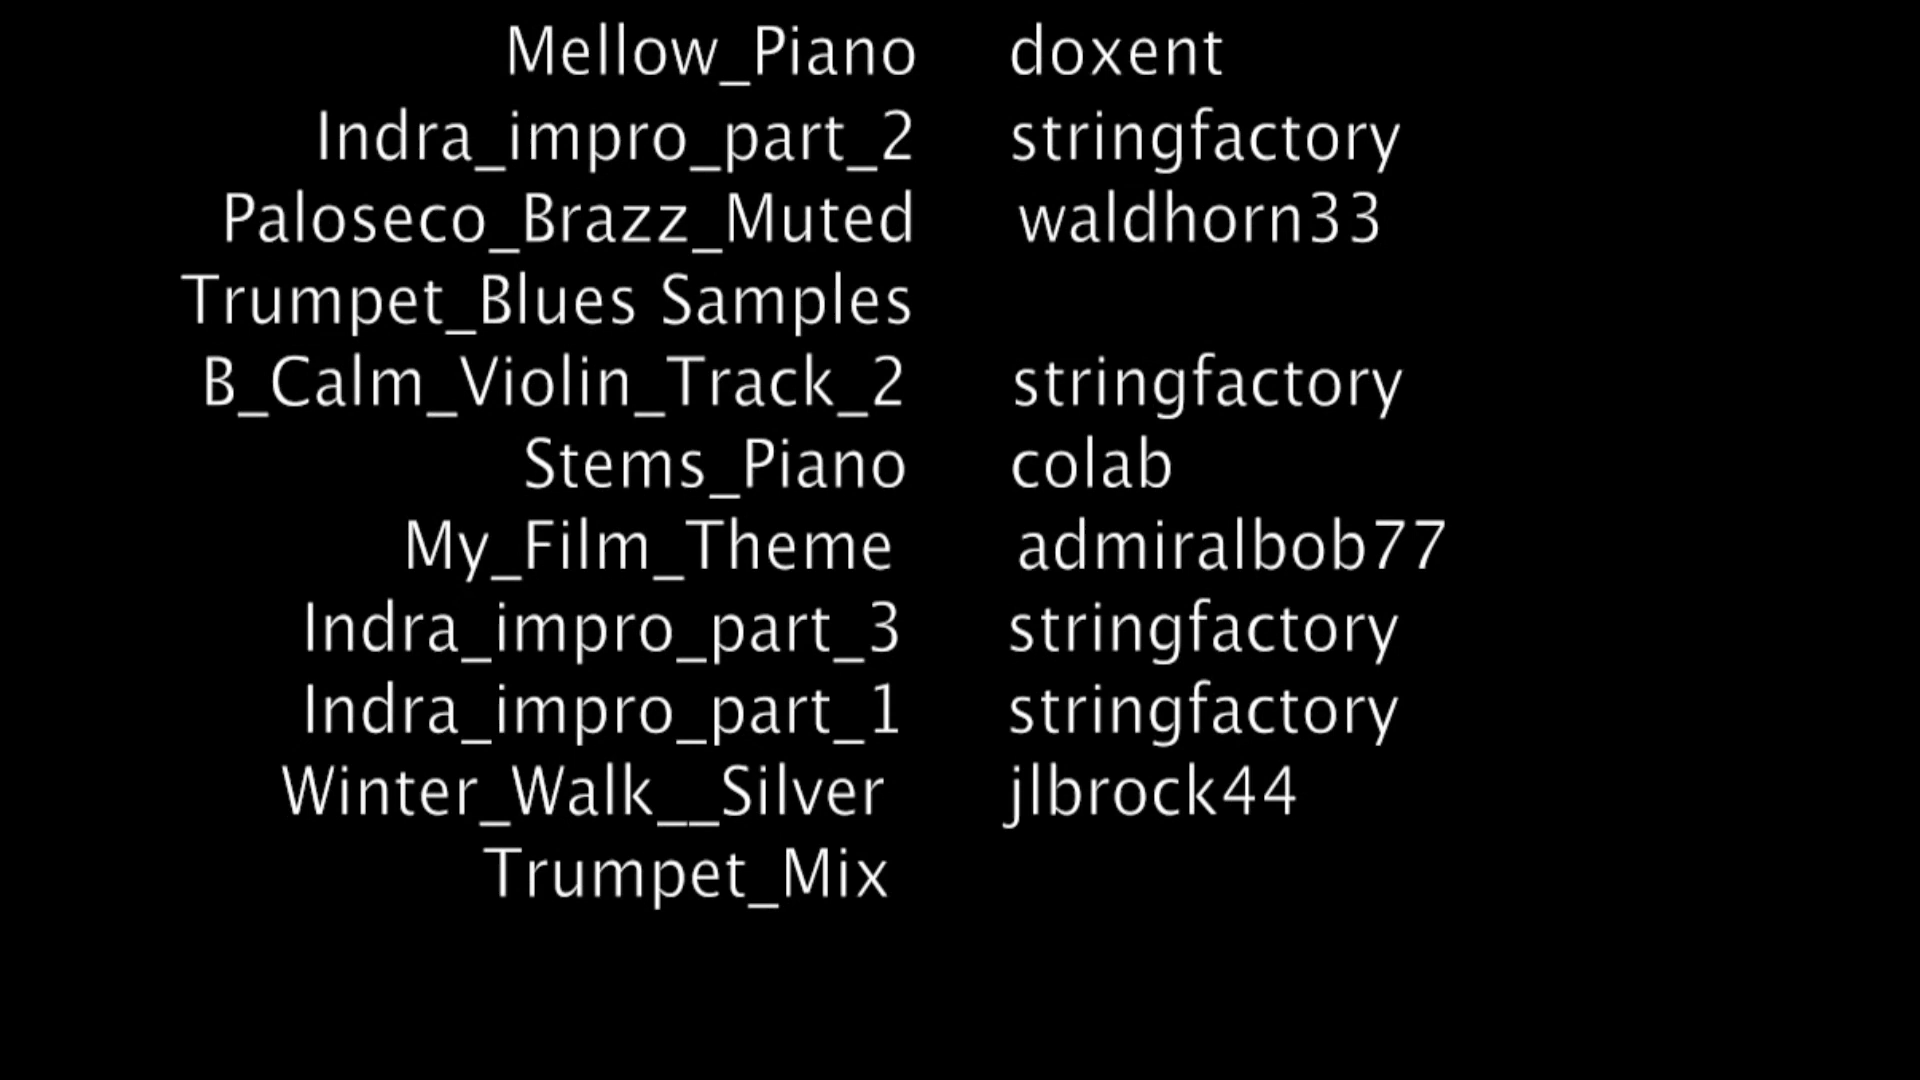 Mellow_Piano doxent
Indra_impro_part_2 stringfactory
Paloseco_Brazz_Muted waldhorn33
Trumpet_Blues Samples
B_Calm_Violin_Track_2 stringfactory
Stems_Piano colab
My_Film_Theme admiralbob77
Indra_impro_part_3 stringfactory
Indra_impro_part_1 stringfactory
Winter_Walk__Silver jlbrock44
Trumpet_Mix